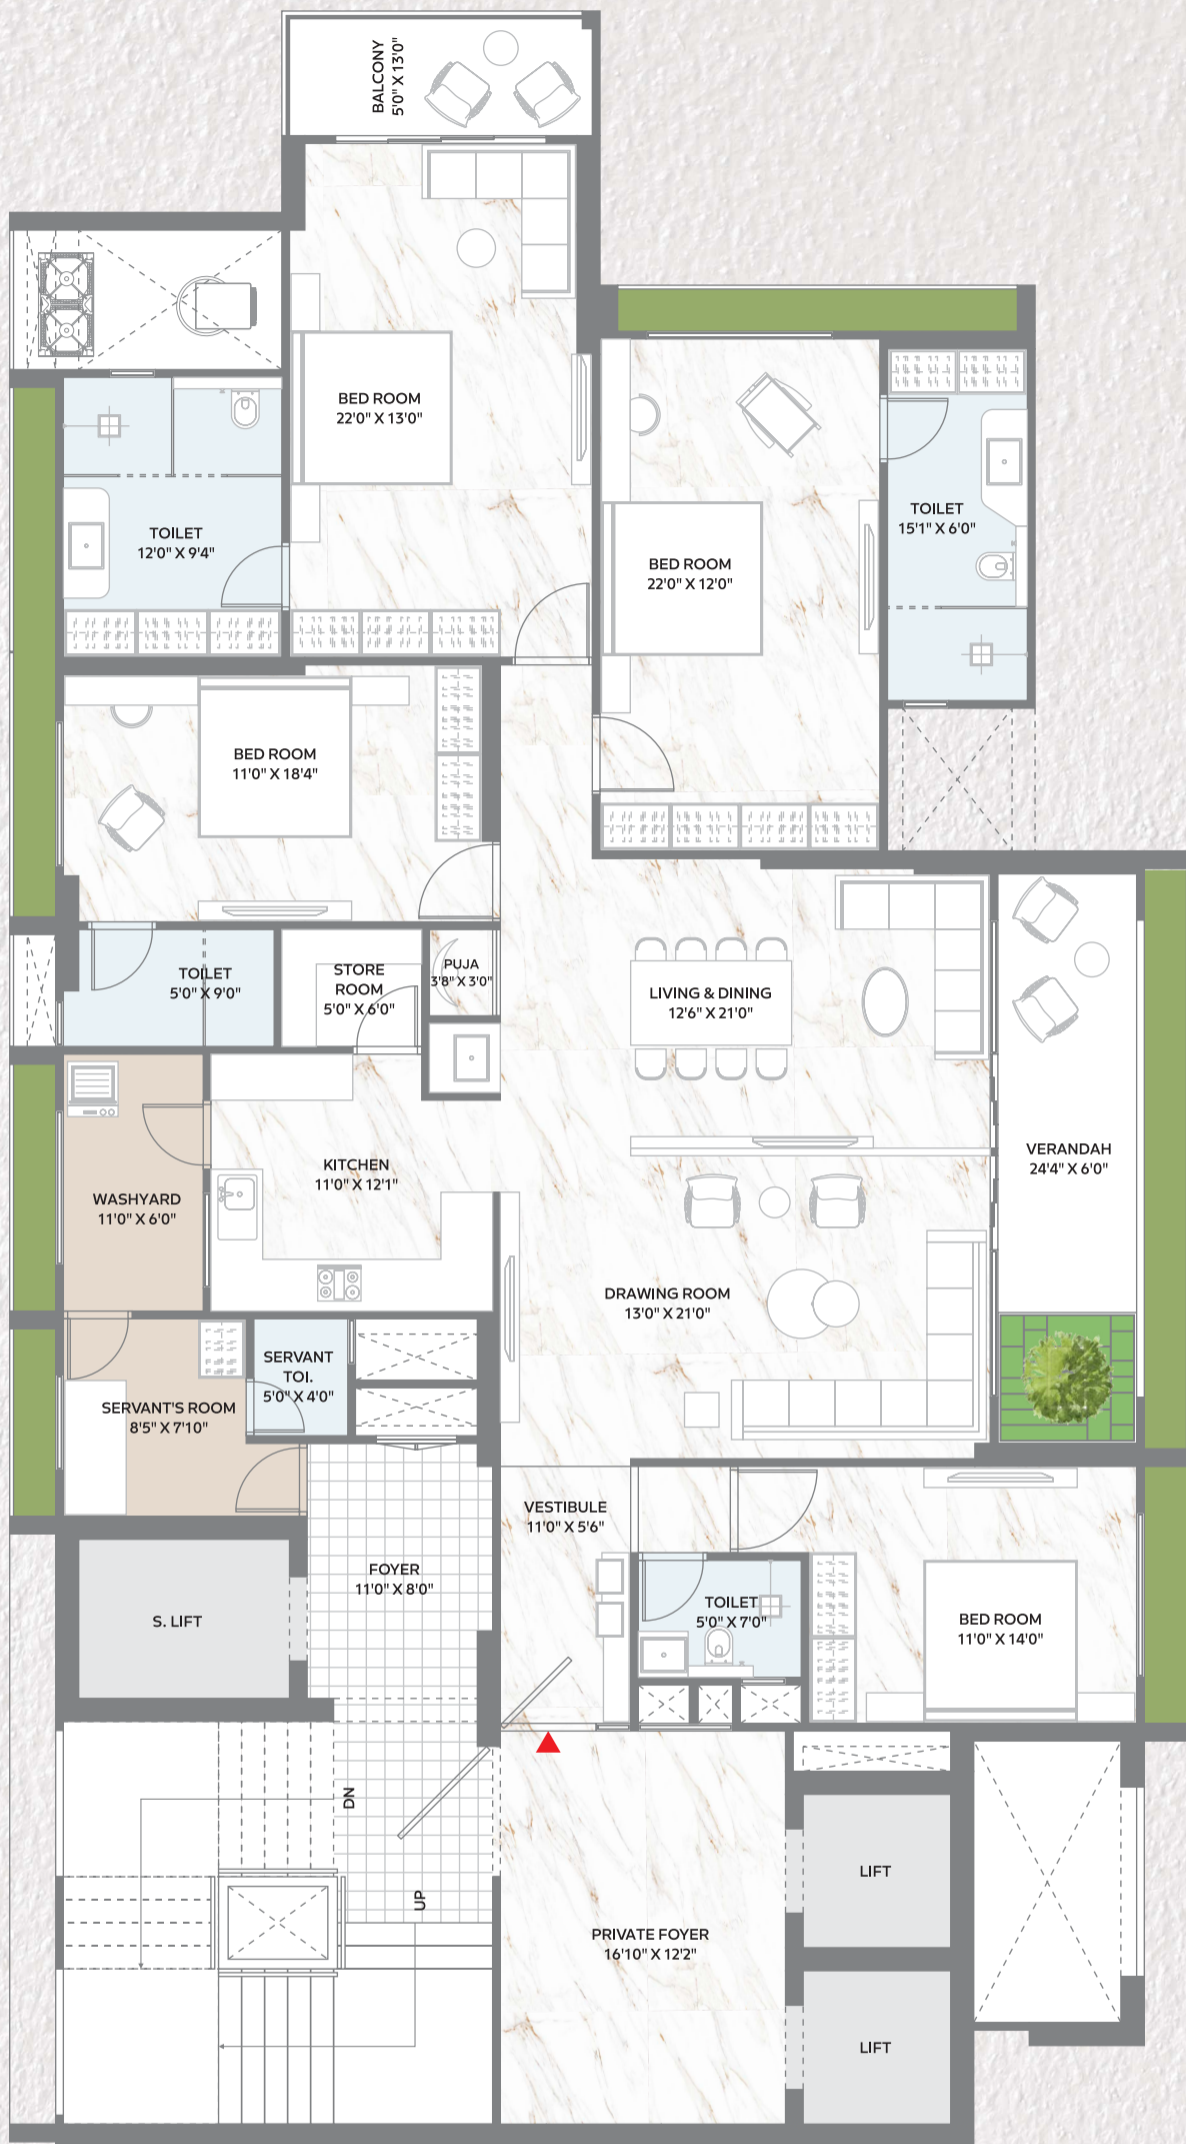 BALCONY
5'0" X 13'0"
BED ROOM
22'0" X 13'0"
BED ROOM
22'0" X 12'0"
TOILET
15'1" X 6'0"
TOILET
12'0" X 9'4"
BED ROOM
11'0" X 18'4"
TOILET
5'0" X 9'0"
STORE
ROOM
5'0" X 6'0"
PUJA
3'8" X 3'0"
LIVING & DINING
12'6" X 21'0"
VERANDAH
24'4" X 6'0"
KITCHEN
11'0" X 12'1"
WASHYARD
11'0" X 6'0"
DRAWING ROOM
13'0" X 21'0"
SERVANT
TOI.
5'0" X 4'0"
SERVANT'S ROOM
8'5" X 7'10"
VESTIBULE
11'0" X 5'6"
FOYER
11'0" X 8'0"
S. LIFT
TOILET
5'0" X 7'0"
BED ROOM
11'0" X 14'0"
DN
UP
LIFT
PRIVATE FOYER
16'10" X 12'2"
LIFT